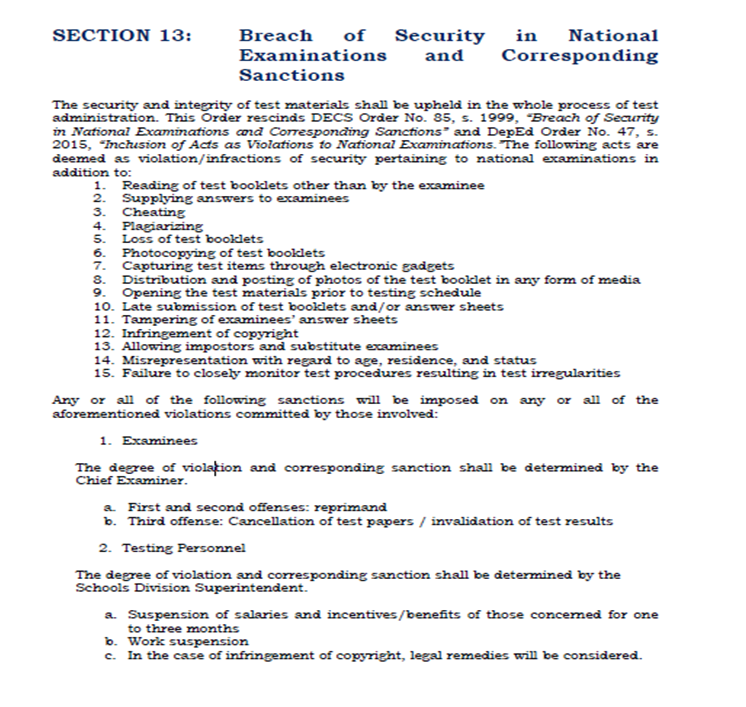 SECTION 13: Breach of Security in National
Examinations and Corresponding
Sanctions
The security and integrity of test materials shall be upheld in the whole process of test
administration. This Order rescinds DECS Order No. 85, s. 1999, “Breach of Security
in National Examinations and Corresponding Sanctions” and DepEd Order No. 47, s.
2015, “Inclusion of Acts as Violations to National Examinations.”The following acts are
deemed as violation/infractions of security pertaining to national examinations in
addition to:
1. Reading of test booklets other than by the examinee
2. Supplying answers to examinees
3. Cheating
4. Plagiarizing
5. Loss of test booklets
6. Photocopying of test booklets
7. Capturing test items through electronic gadgets
8. Distribution and posting of photos of the test booklet in any form of media
9. Opening the test materials prior to testing schedule
10. Late submission of test booklets and/or answer sheets
11. Tampering of examinees’ answer sheets
12. Infringement of copyright
13. Allowing impostors and substitute examinees
14. Misrepresentation with regard to age, residence, and status
15. Failure to closely monitor test procedures resulting in test irregularities
Any or all of the following sanctions will be imposed on any or all of the
aforementioned violations committed by those involved:
1. Examinees
The degree of violation and corresponding sanction shall be determined by the
Chief Examiner.
a. First and second offenses: reprimand
b. Third offense: Cancellation of test papers / invalidation of test results
2. Testing Personnel
The degree of violation and corresponding sanction shall be determined by the
Schools Division Superintendent.
a. Suspension of salaries and incentives/benefits of those concerned for one
to three months
b. Work suspension
c. In the case of infringement of copyright, legal remedies will be considered.